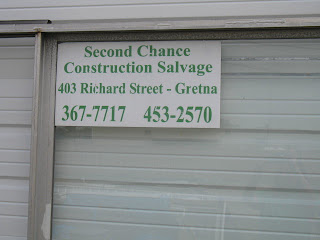 Second Chance
Construction Salvage
403 Richard Street - Gretna
367-7717 453-2570